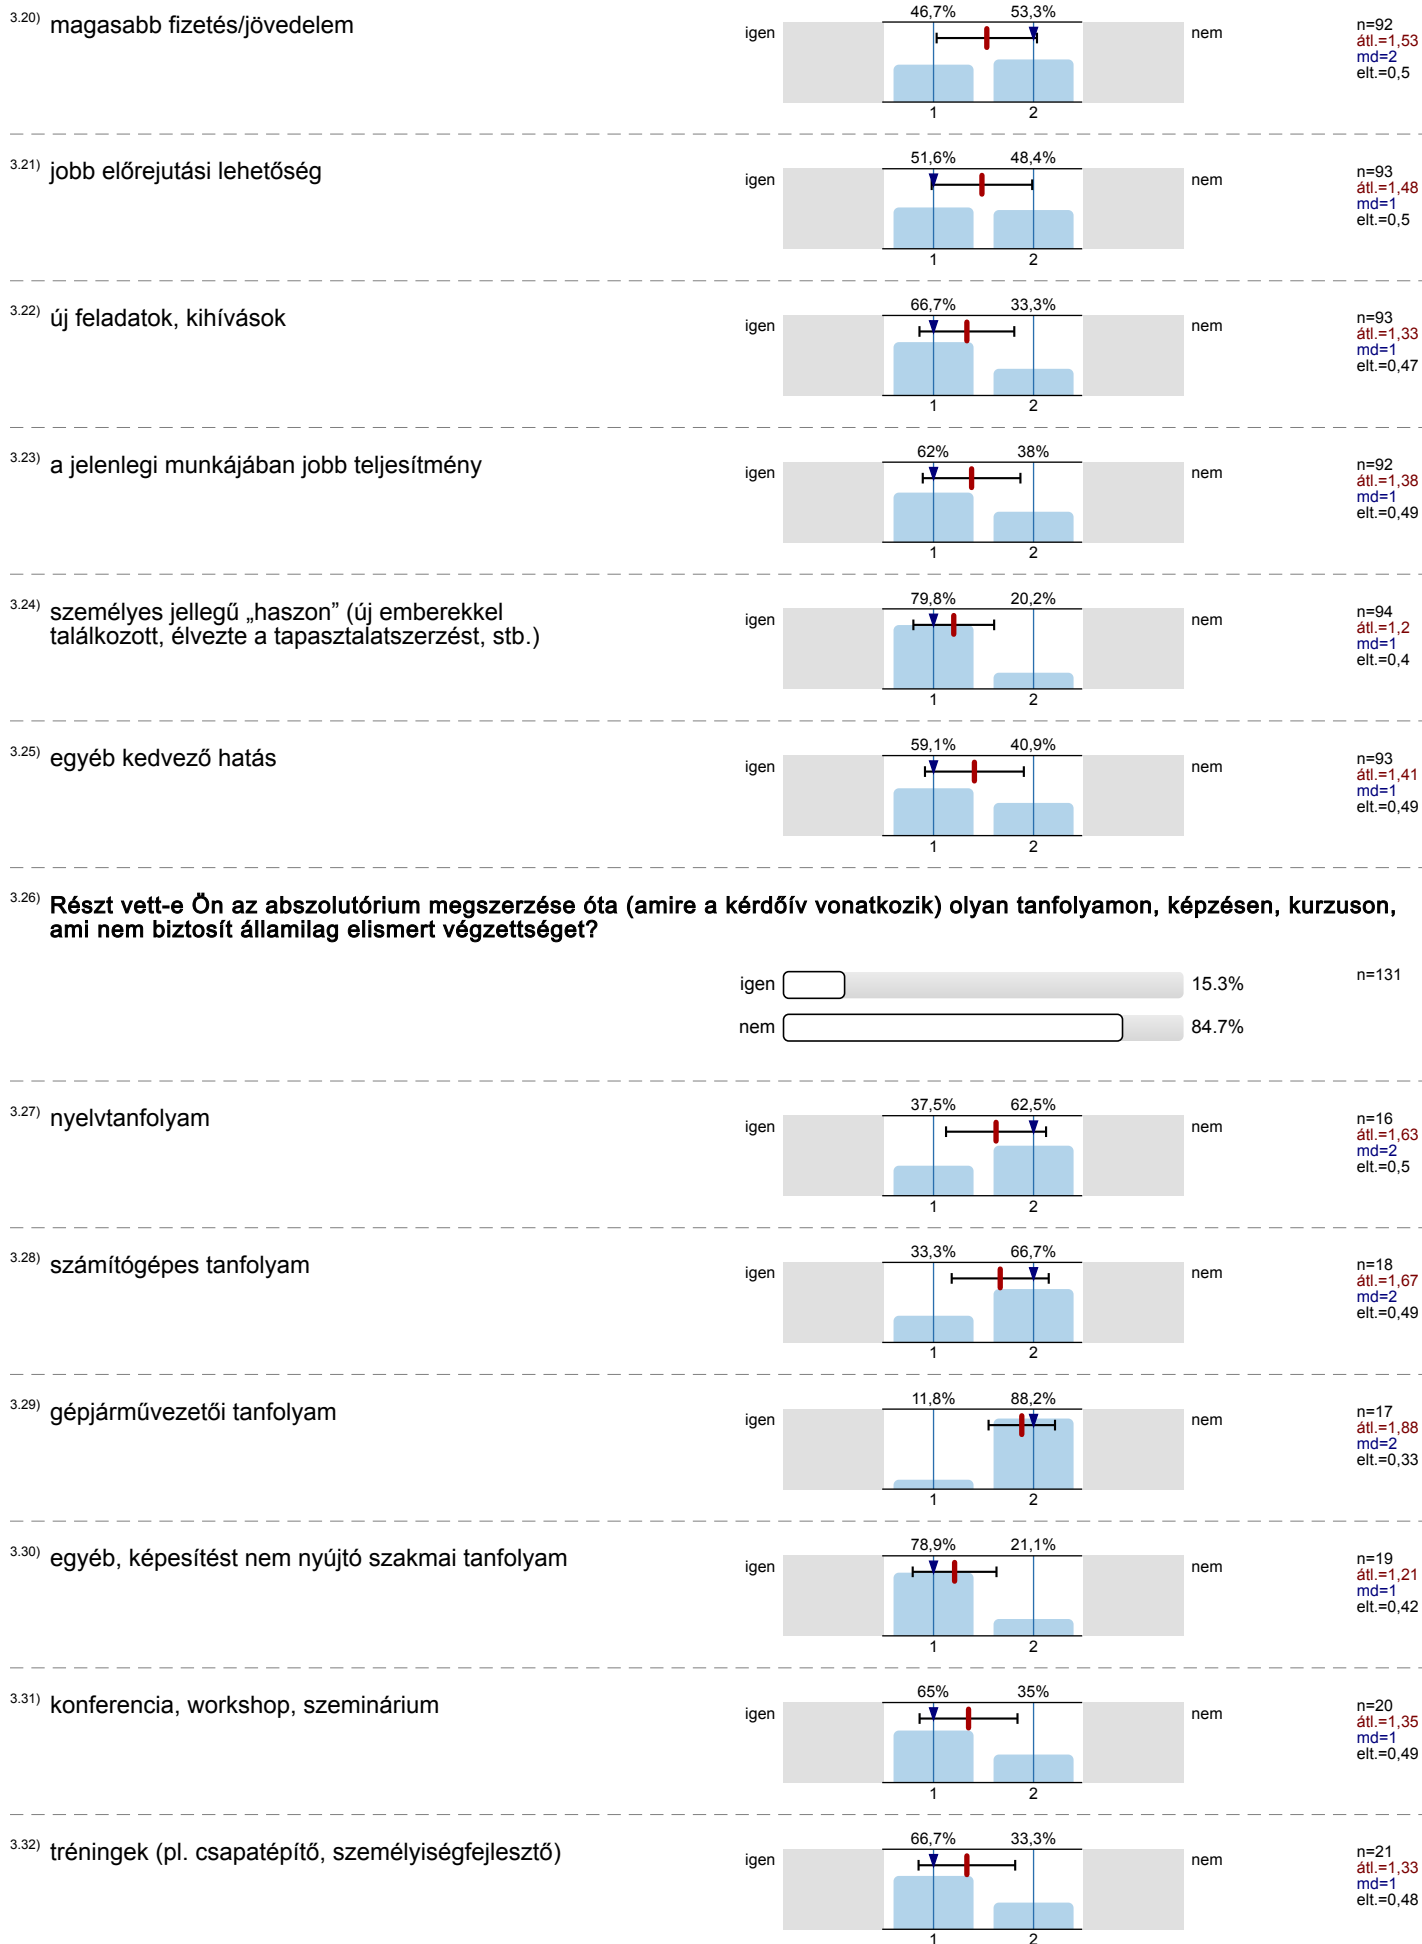 3.20) magasabb fizetés/jövedelem
46,7% 53,3%
igen nem
n=92
átl.=1,53
md=2
elt.=0,5
1 2
3.21) jobb előrejutási lehetőség
51,6% 48,4%
igen nem
n=93
átl.=1,48
md=1
elt.=0,5
1 2
3.22) új feladatok, kihívások
66,7% 33,3%
igen nem
n=93
átl.=1,33
md=1
elt.=0,47
1 2
3.23) a jelenlegi munkájában jobb teljesítmény
62% 38%
igen nem
n=92
átl.=1,38
md=1
elt.=0,49
1 2
3.24) személyes jellegű „haszon” (új emberekkel
találkozott, élvezte a tapasztalatszerzést, stb.)
79,8% 20,2%
igen nem
n=94
átl.=1,2
md=1
elt.=0,4
1 2
3.25) egyéb kedvező hatás
59,1% 40,9%
igen nem
n=93
átl.=1,41
md=1
elt.=0,49
1 2
3.26) Részt vett-e Ön az abszolutórium megszerzése óta (amire a kérdőív vonatkozik) olyan tanfolyamon, képzésen, kurzuson,
ami nem biztosít államilag elismert végzettséget?
igen 15.3% n=131
nem 84.7%
3.27) nyelvtanfolyam
37,5% 62,5%
igen nem
n=16
átl.=1,63
md=2
elt.=0,5
1 2
3.28) számítógépes tanfolyam
33,3% 66,7%
igen nem
n=18
átl.=1,67
md=2
elt.=0,49
1 2
3.29) gépjárművezetői tanfolyam
11,8% 88,2%
igen nem
n=17
átl.=1,88
md=2
elt.=0,33
1 2
3.30) egyéb, képesítést nem nyújtó szakmai tanfolyam
78,9% 21,1%
igen nem
n=19
átl.=1,21
md=1
elt.=0,42
1 2
3.31) konferencia, workshop, szeminárium
65% 35%
igen nem
n=20
átl.=1,35
md=1
elt.=0,49
1 2
3.32) tréningek (pl. csapatépítő, személyiségfejlesztő)
66,7% 33,3%
igen nem
n=21
átl.=1,33
md=1
elt.=0,48
1 2